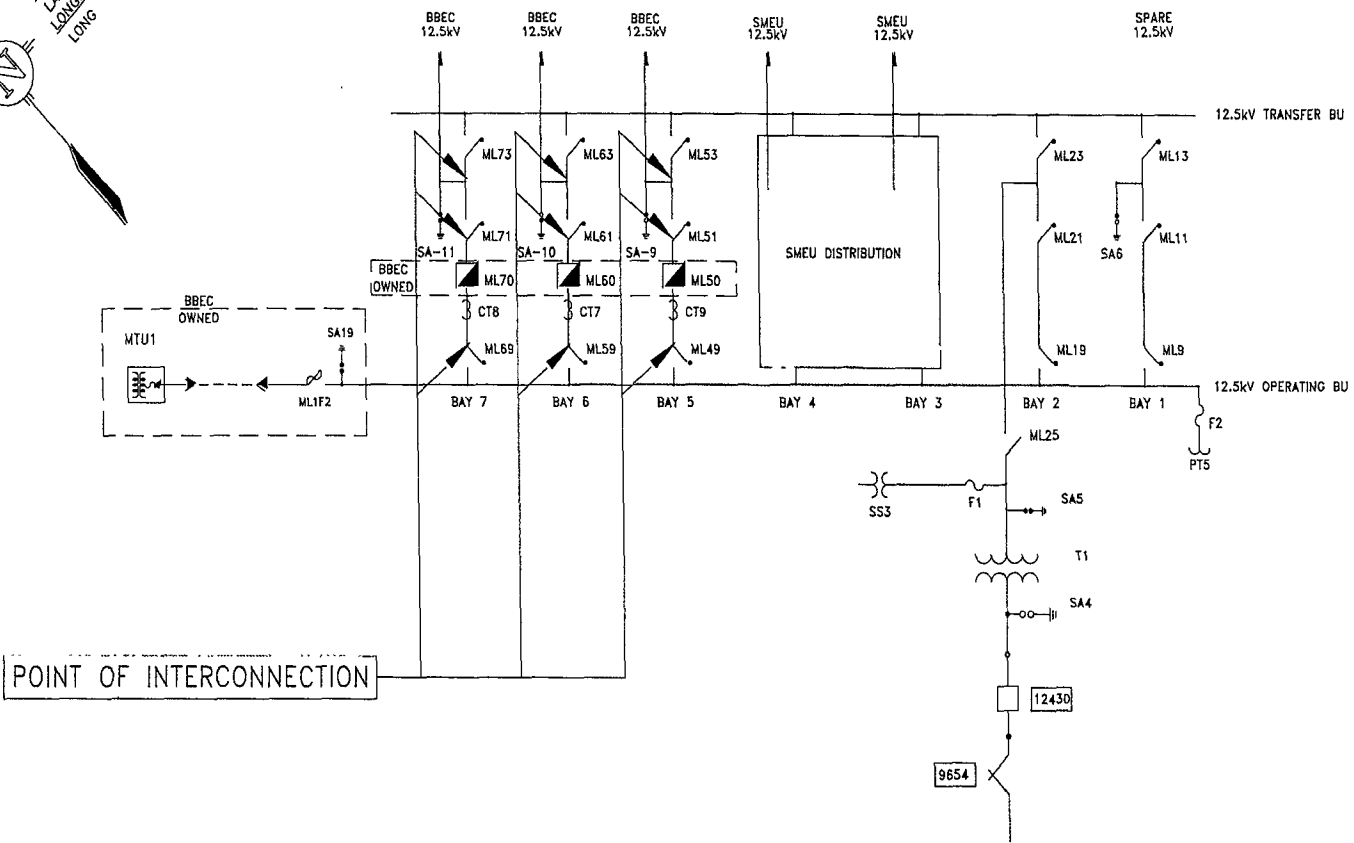 LONG
LONG
N
BBEC
12.5kV
BBEC
12.5kV
BBEC
12.5kV
SMEU
12.5kV
SMEU
12.5kV
SPARE
12.5kV
12.5kV TRANSFER BU
ML73
ML63
ML53
ML23
ML13
ML71
ML61
ML51
ML21
ML11
SA-11
SA-10
SA-9
SMEU DISTRIBUTION
SA6
BBEC
OWNED
ML70
ML60
ML50
CT8
CT7
CT9
BBEC
OWNED
MTU1
SA19
ML69
ML59
ML49
ML19
ML9
12.5kV OPERATING BU
ML1F2
BAY 7
BAY 6
BAY 5
BAY 4
BAY 3
BAY 2
BAY 1
F2
PT5
ML25
SS3
F1
SA5
T1
SA4
POINT OF INTERCONNECTION
1243D
9654